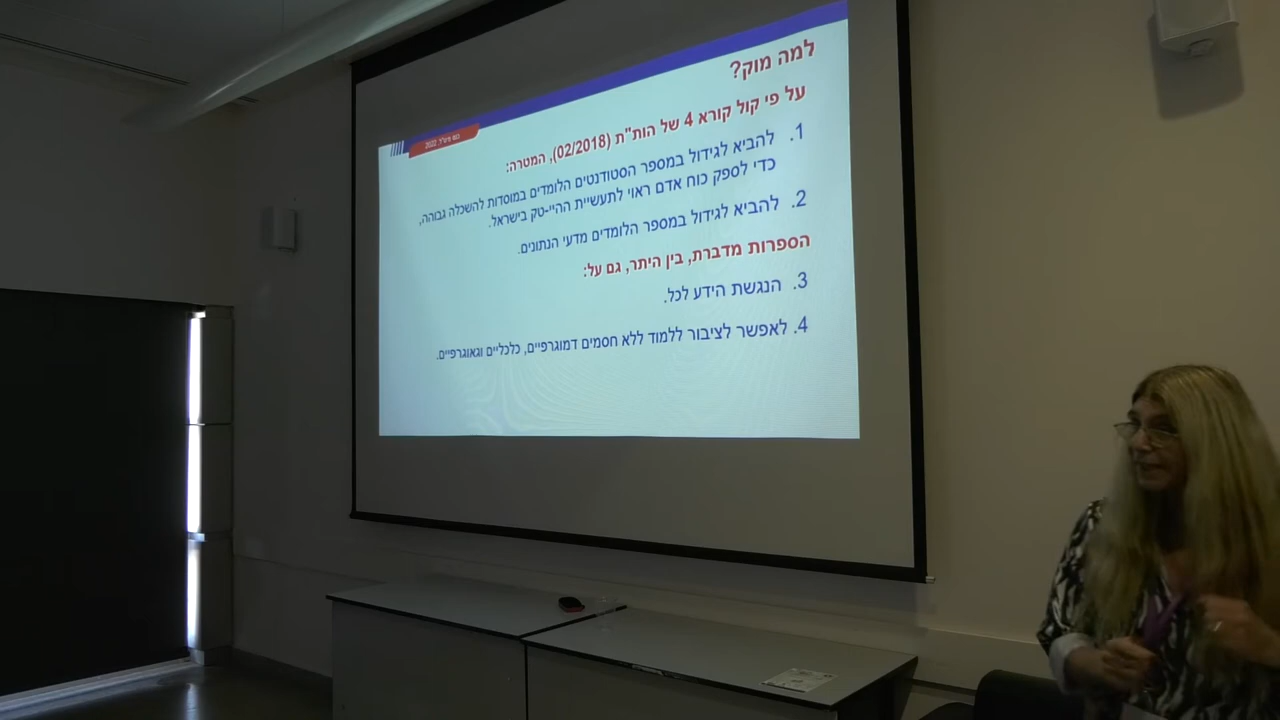 למה מוק?
על פי קול קורא 4 של הות"ת (02/2018), המטרה:
1. להביא לגידול במספר הסטודנטים הלומדים במוסדות להשכלה גבוהה,
כדי לספק כוח אדם ראוי לתעשיית ההיי-טק בישראל.
2. להביא לגידול במספר הלומדים מדעי הנתונים.
הספרות מדברת, בין היתר, גם על:
3. הנגשת הידע לכל.
4. לאפשר לציבור ללמוד ללא חסמים דמוגרפיים, כלכליים וגאוגרפיים.
2022